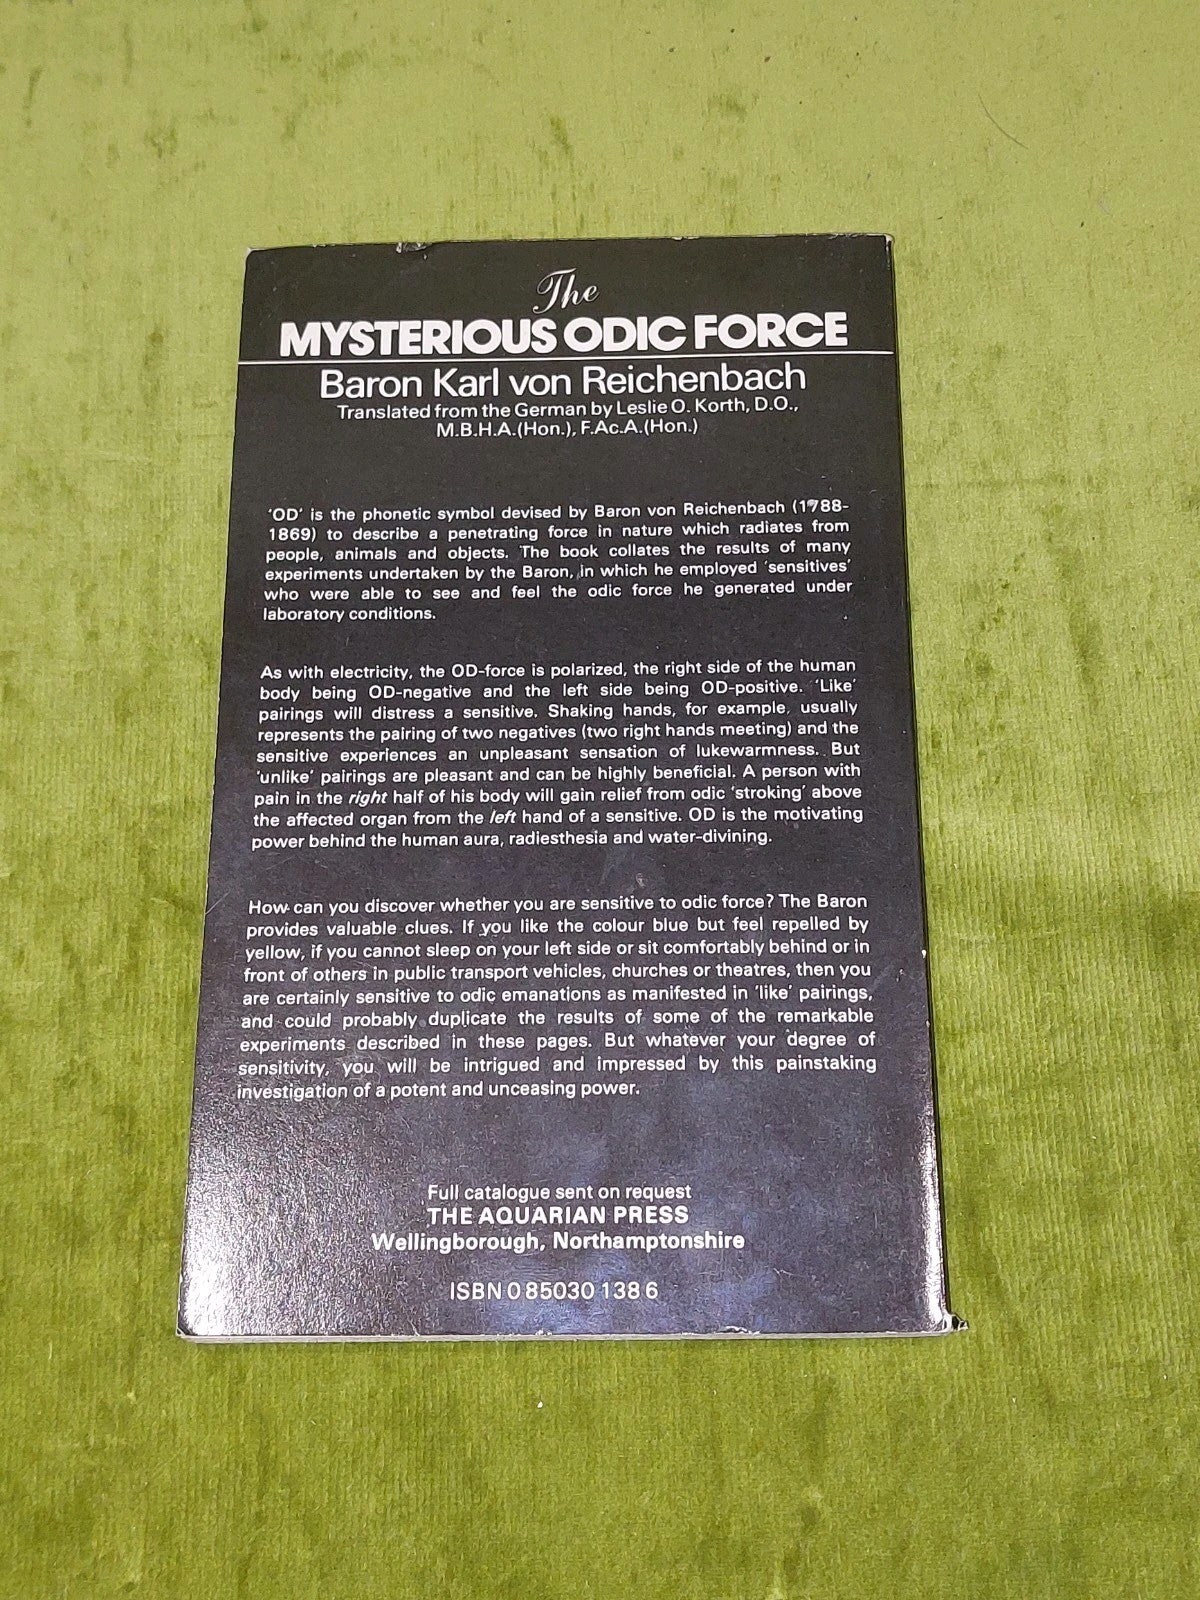 The
MYSTERIOUS ODIC FORCE
Baron Karl von Reichenbach
Translated from the German by Leslie O. Korth, D.O.,
M.B.H.A.(Hon.), F.Ac.A.(Hon.)
'OD' is the phonetic symbol devised by Baron von Reichenbach (1788-
1869) to describe a penetrating force in nature which radiates from
people, animals and objects. The book collates the results of many
experiments undertaken by the Baron, in which he employed 'sensitives'
who were able to see and feel the odic force he generated under
laboratory conditions.
As with electricity, the OD-force is polarized, the right side of the human
body being OD-negative and the left side being OD-positive. 'Like'
pairings will distress a sensitive. Shaking hands, for example, usually
represents the pairing of two negatives (two right hands meeting) and the
sensitive experiences an unpleasant sensation of lukewarmness. But
'unlike' pairings are pleasant and can be highly beneficial. A person with
pain in the right half of his body will gain relief from odic 'stroking' above
the affected organ from the left hand of a sensitive. OD is the motivating
power behind the human aura, radiesthesia and water-divining.
How can you discover whether you are sensitive to odic force? The Baron
provides valuable clues. If you like the colour blue but feel repelled by
yellow, if you cannot sleep on your left side or sit comfortably behind or in
front of others in public transport vehicles, churches or theatres, then you
are certainly sensitive to odic emanations as manifested in 'like' pairings,
and could probably duplicate the results of some of the remarkable
experiments described in these pages. But whatever your degree of
sensitivity, you will be intrigued and impressed by this painstaking
investigation of a potent and unceasing power.
Full catalogue sent on request
THE AQUARIAN PRESS
Wellingborough, Northamptonshire
ISBN 0 85030 138 6